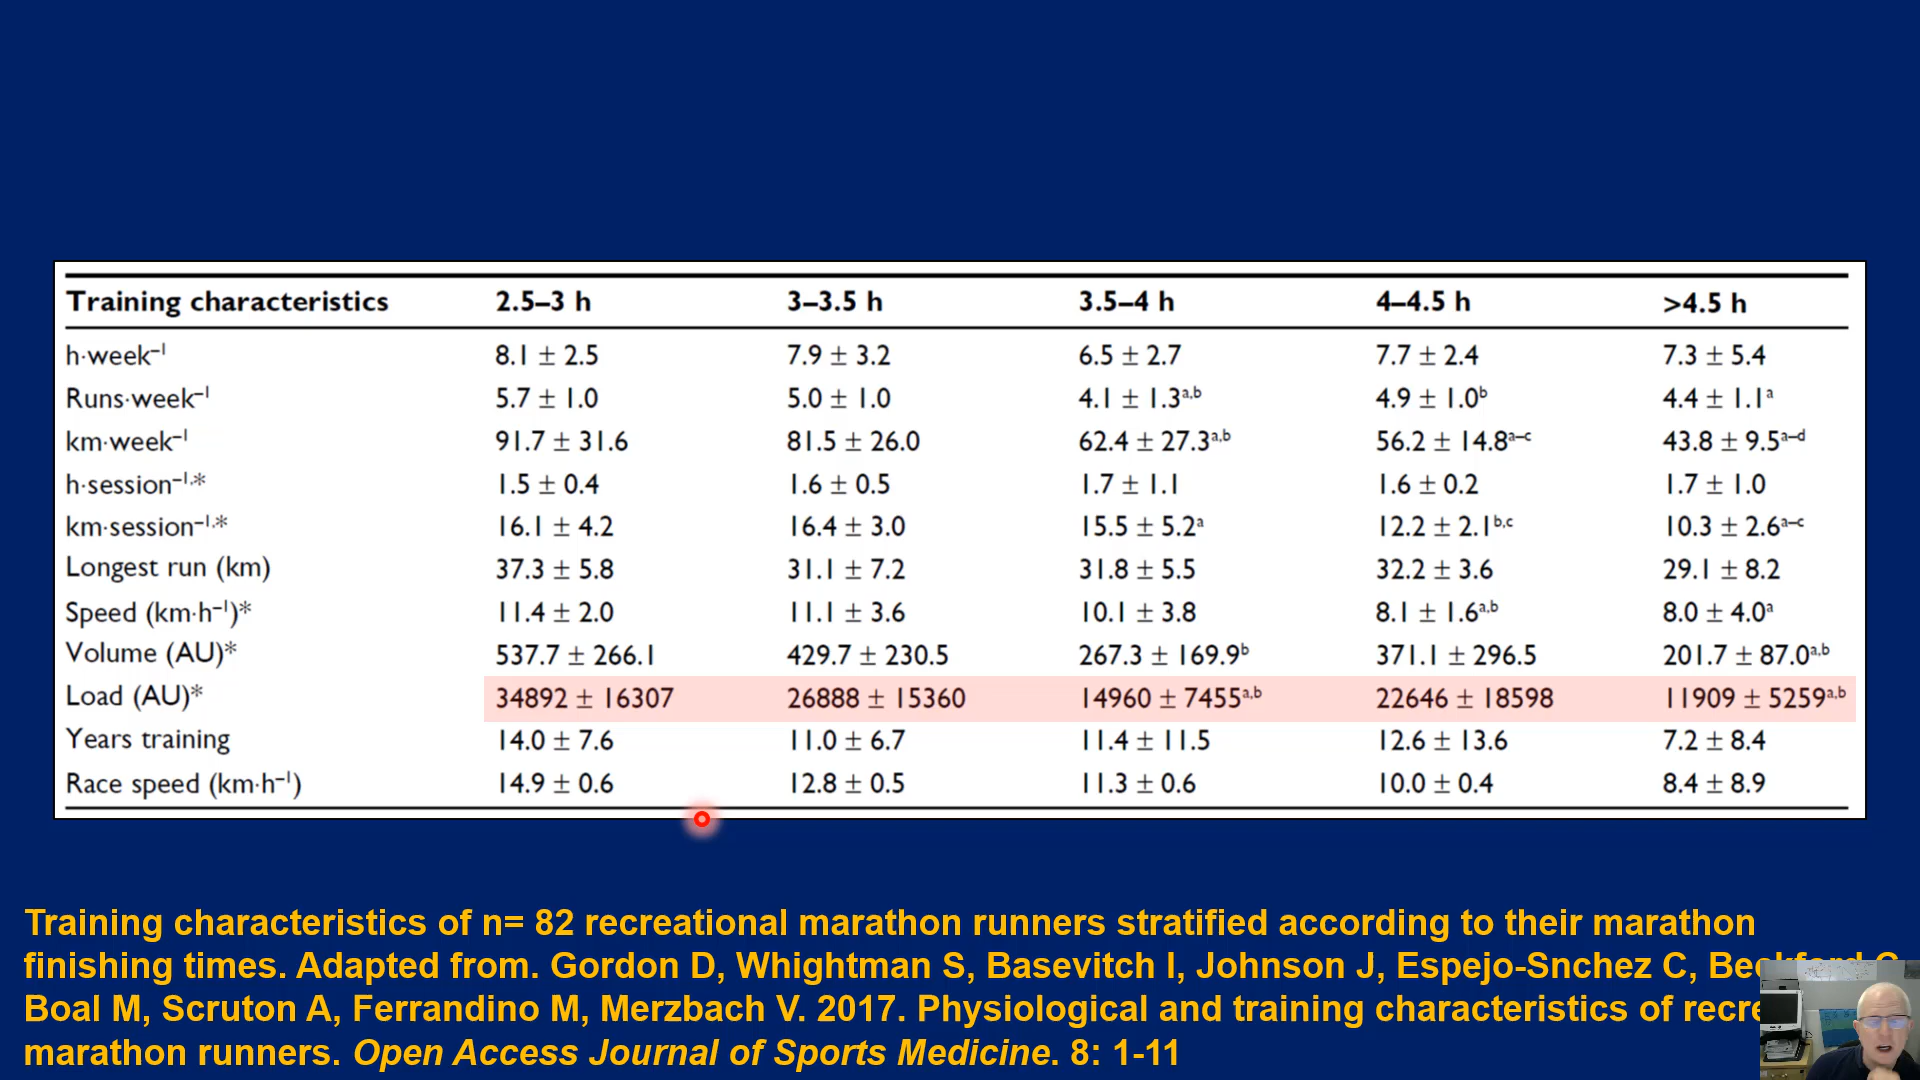 Training characteristics 2.5–3 h 3–3.5 h 3.5–4 h 4–4.5 h >4.5 h
h·week⁻¹ 8.1 ± 2.5 7.9 ± 3.2 6.5 ± 2.7 7.7 ± 2.4 7.3 ± 5.4
Runs·week⁻¹ 5.7 ± 1.0 5.0 ± 1.0 4.1 ± 1.3ᵃ,ᵇ 4.9 ± 1.0ᵇ 4.4 ± 1.1ᵃ
km·week⁻¹ 91.7 ± 31.6 81.5 ± 26.0 62.4 ± 27.3ᵃ,ᵇ 56.2 ± 14.8ᵃ⁻ᶜ 43.8 ± 9.5ᵃ⁻ᵈ
h·session⁻¹,* 1.5 ± 0.4 1.6 ± 0.5 1.7 ± 1.1 1.6 ± 0.2 1.7 ± 1.0
km·session⁻¹,* 16.1 ± 4.2 16.4 ± 3.0 15.5 ± 5.2ᵃ 12.2 ± 2.1ᵇ,ᶜ 10.3 ± 2.6ᵃ⁻ᶜ
Longest run (km) 37.3 ± 5.8 31.1 ± 7.2 31.8 ± 5.5 32.2 ± 3.6 29.1 ± 8.2
Speed (km·h⁻¹)* 11.4 ± 2.0 11.1 ± 3.6 10.1 ± 3.8 8.1 ± 1.6ᵃ,ᵇ 8.0 ± 4.0ᵃ
Volume (AU)* 537.7 ± 266.1 429.7 ± 230.5 267.3 ± 169.9ᵇ 371.1 ± 296.5 201.7 ± 87.0ᵃ,ᵇ
Load (AU)* 34892 ± 16307 26888 ± 15360 14960 ± 7455ᵃ,ᵇ 22646 ± 18598 11909 ± 5259ᵃ,ᵇ
Years training 14.0 ± 7.6 11.0 ± 6.7 11.4 ± 11.5 12.6 ± 13.6 7.2 ± 8.4
Race speed (km·h⁻¹) 14.9 ± 0.6 12.8 ± 0.5 11.3 ± 0.6 10.0 ± 0.4 8.4 ± 8.9
Training characteristics of n= 82 recreational marathon runners stratified according to their marathon
finishing times. Adapted from. Gordon D, Whightman S, Basevitch I, Johnson J, Espejo-Snchez C,
Boal M, Scruton A, Ferrandino M, Merzbach V. 2017. Physiological and training characteristics of
marathon runners. Open Access Journal of Sports Medicine. 8: 1-11